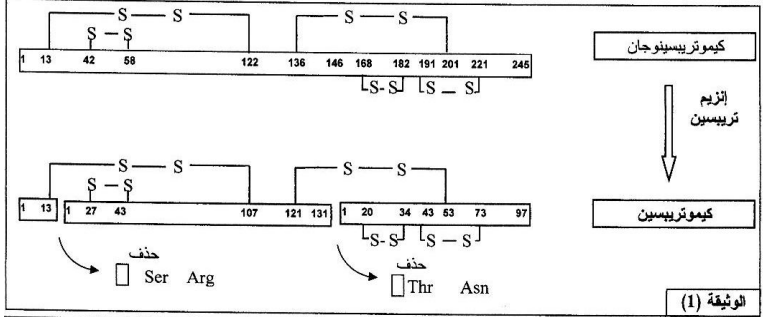 S — S S — S
S — S
1 13 42 58 122 136 146 168 182 191 201 221 245
S- S S — S
كيموتريبسينوجان
إنزيم
تريبسين
S — S S — S
S — S
1 13 1 27 43 107 121 131 1 20 34 43 53 73 97
S- S S — S
كيموتريبسين
حذف حذف
Ser Arg Thr Asn
الوثيقة (1)